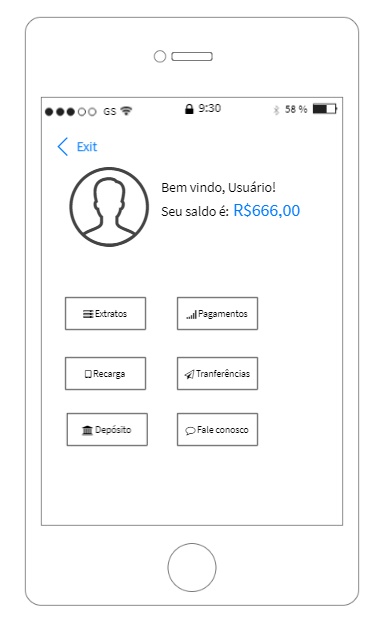 GS 9:30 58 %
Exit
Bem vindo, Usuário!
Seu saldo é: R$666,00
Extratos Pagamentos
Recarga Tranferências
Depósito Fale conosco